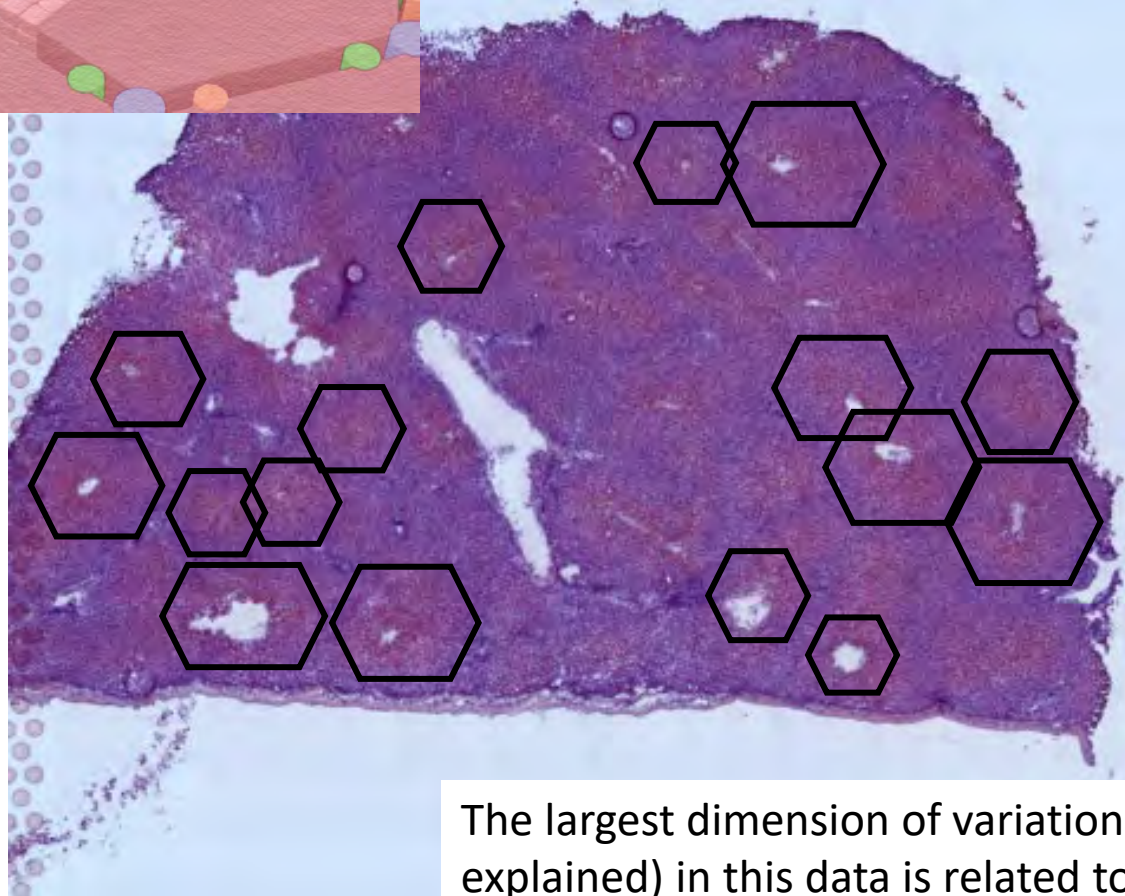 The largest dimension of variation
explained) in this data is related to